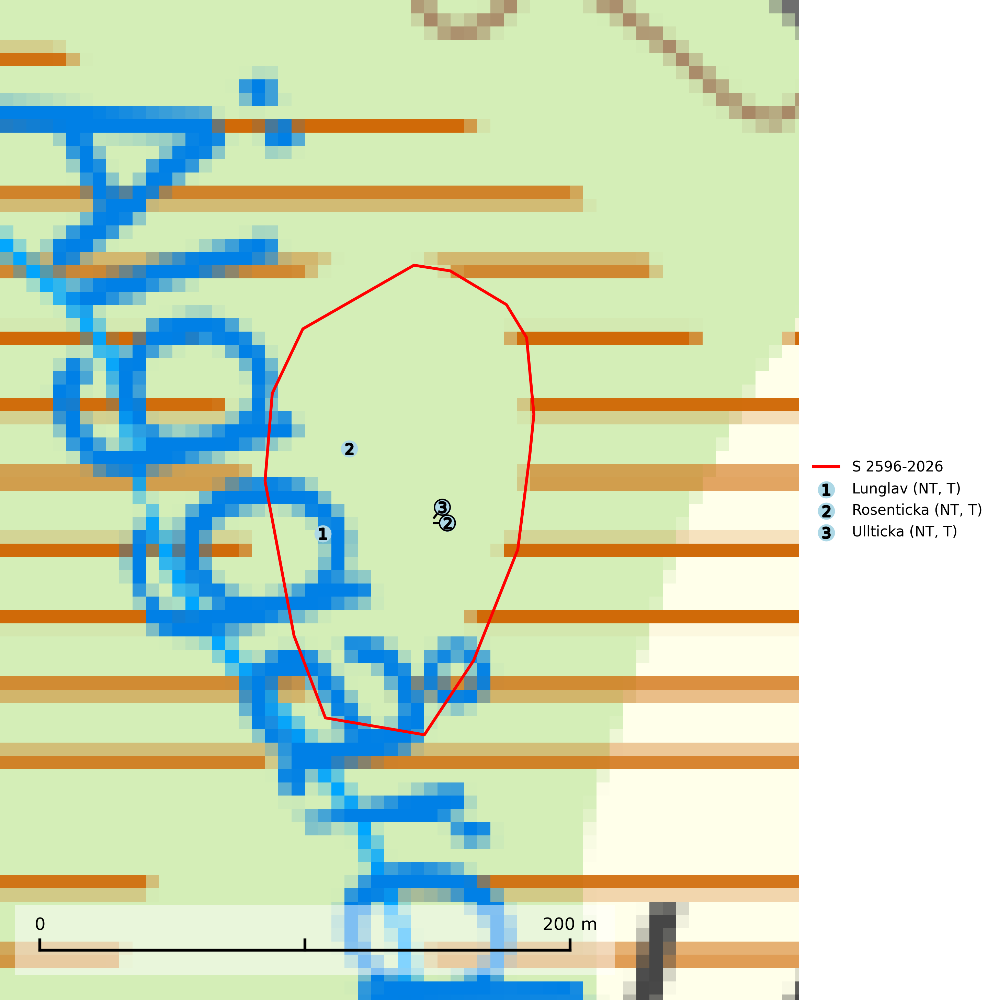 2
3
2
1
S 2596-2026
1 Lunglav (NT, T)
2 Rosenticka (NT, T)
3 Ullticka (NT, T)
0 200 m